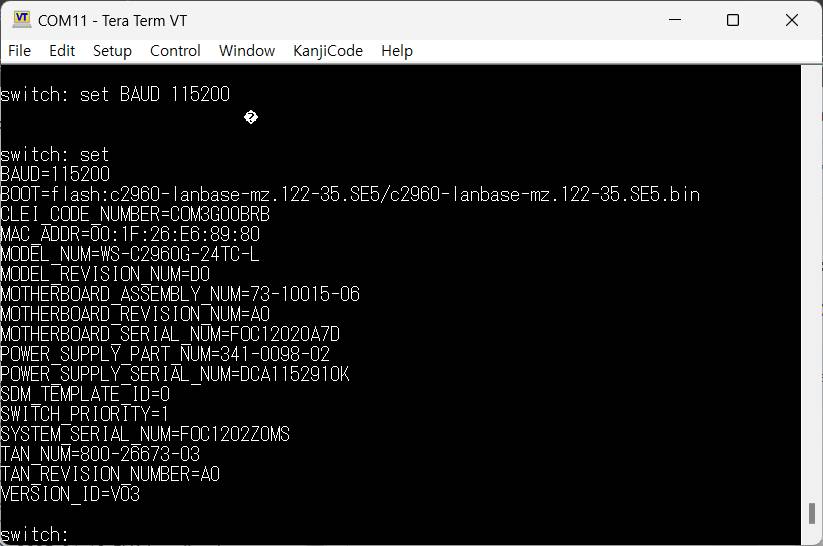 COM11 - Tera Term VT
File Edit Setup Control Window KanjiCode Help
switch: set BAUD 115200
�
switch: set
BAUD=115200
BOOT=flash:c2960-lanbase-mz.122-35.SE5/c2960-lanbase-mz.122-35.SE5.bin
CLEI_CODE_NUMBER=COM3G00BRB
MAC_ADDR=00:1F:26:E6:89:80
MODEL_NUM=WS-C2960G-24TC-L
MODEL_REVISION_NUM=D0
MOTHERBOARD_ASSEMBLY_NUM=73-10015-06
MOTHERBOARD_REVISION_NUM=A0
MOTHERBOARD_SERIAL_NUM=FOC12020A7D
POWER_SUPPLY_PART_NUM=341-0098-02
POWER_SUPPLY_SERIAL_NUM=DCA115291OK
SDM_TEMPLATE_ID=0
SWITCH_PRIORITY=1
SYSTEM_SERIAL_NUM=FOC1202Z0MS
TAN_NUM=800-26673-03
TAN_REVISION_NUMBER=A0
VERSION_ID=V03
switch: